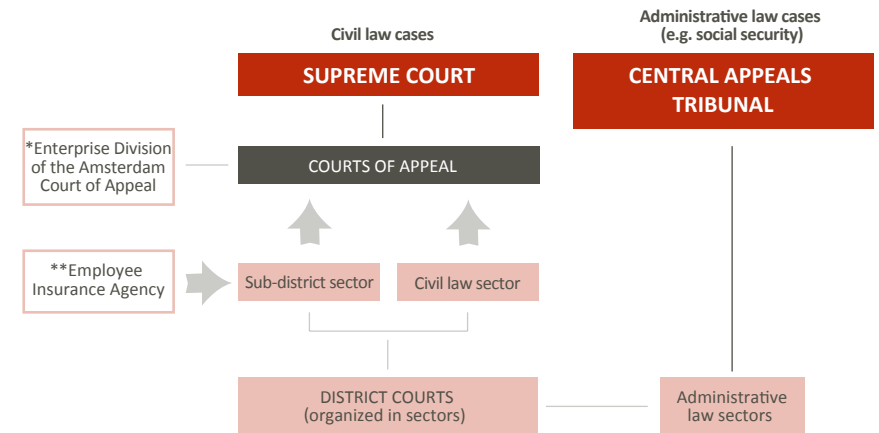 Civil law cases
Administrative law cases
(e.g. social security)
SUPREME COURT
CENTRAL APPEALS
TRIBUNAL
*Enterprise Division
of the Amsterdam
Court of Appeal
COURTS OF APPEAL
**Employee
Insurance Agency
Sub-district sector
Civil law sector
DISTRICT COURTS
(organized in sectors)
Administrative
law sectors